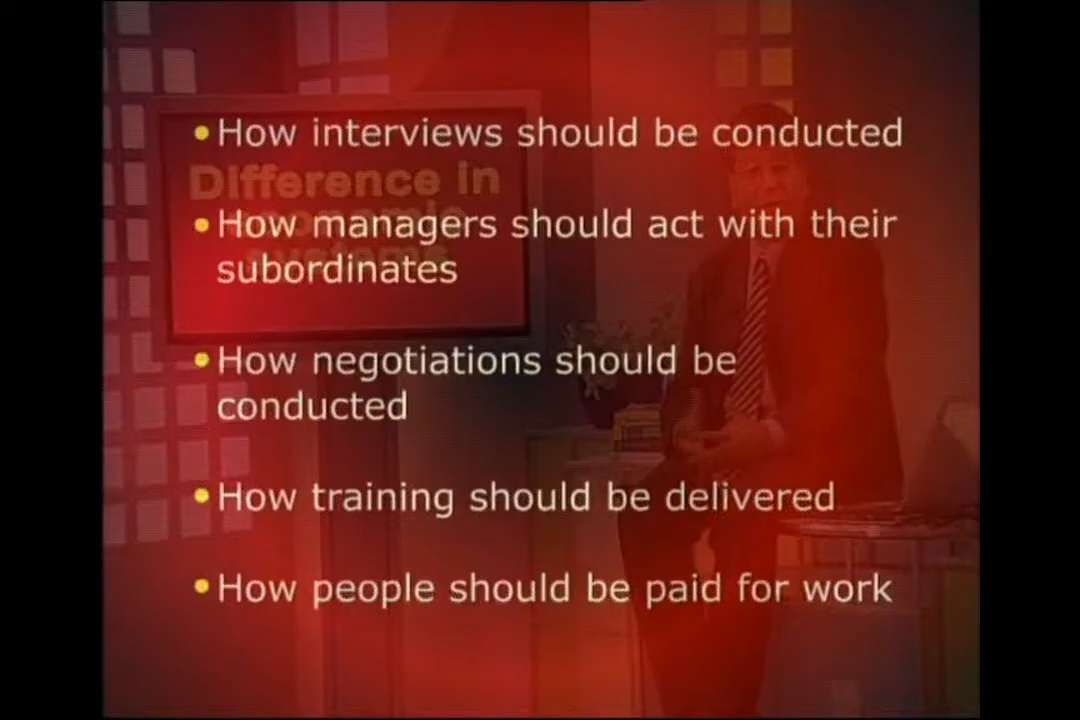 • How interviews should be conducted
Difference in
• How managers should act with their
subordinates
• How negotiations should be
conducted
• How training should be delivered
• How people should be paid for work